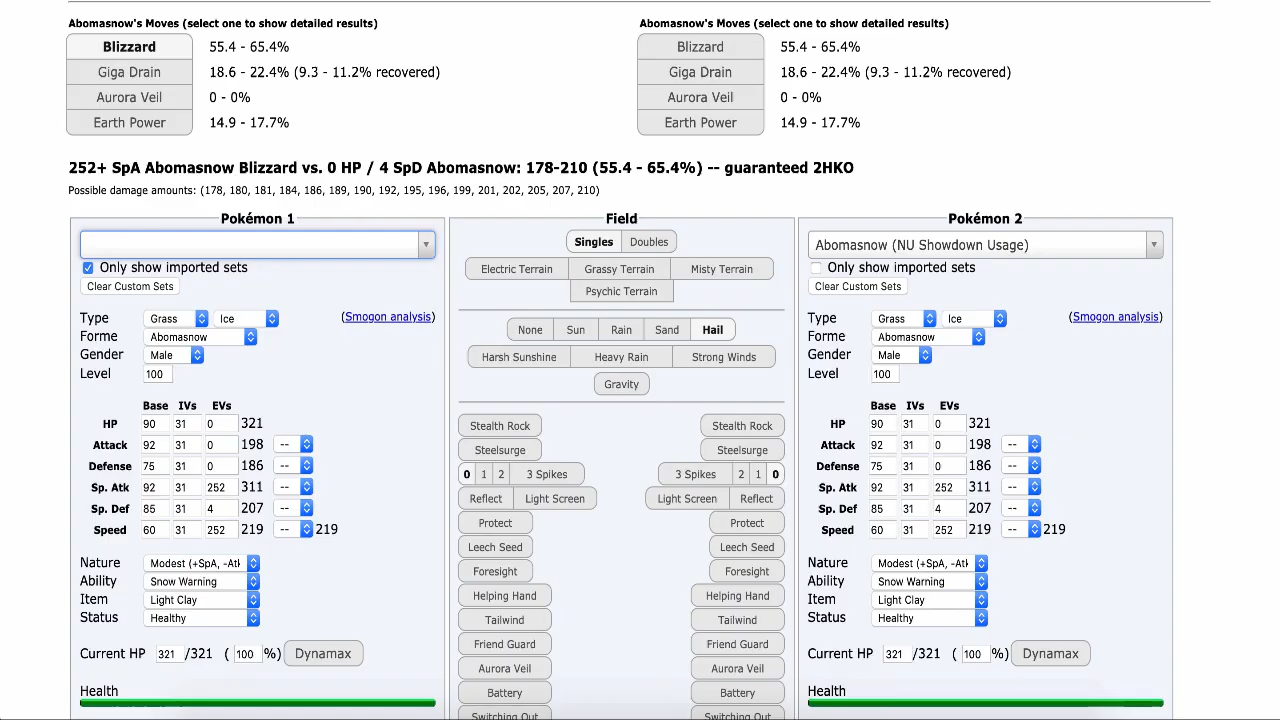 Abomasnow's Moves (select one to show detailed results) Abomasnow's Moves (select one to show detailed results)
Blizzard 55.4 - 65.4% Blizzard 55.4 - 65.4%
Giga Drain 18.6 - 22.4% (9.3 - 11.2% recovered) Giga Drain 18.6 - 22.4% (9.3 - 11.2% recovered)
Aurora Veil 0 - 0% Aurora Veil 0 - 0%
Earth Power 14.9 - 17.7% Earth Power 14.9 - 17.7%
252+ SpA Abomasnow Blizzard vs. 0 HP / 4 SpD Abomasnow: 178-210 (55.4 - 65.4%) -- guaranteed 2HKO
Possible damage amounts: (178, 180, 181, 184, 186, 189, 190, 192, 195, 196, 199, 201, 202, 205, 207, 210)
Pokémon 1
Only show imported sets
Clear Custom Sets
Type Grass Ice (Smogon analysis)
Forme Abomasnow
Gender Male
Level 100
Base IVs EVs
HP 90 31 0 321
Attack 92 31 0 198 --
Defense 75 31 0 186 --
Sp. Atk 92 31 252 311 --
Sp. Def 85 31 4 207 --
Speed 60 31 252 219 -- 219
Nature Modest (+SpA, -Atk
Ability Snow Warning
Item Light Clay
Status Healthy
Current HP 321 /321 ( 100 %) Dynamax
Health
Field
Singles Doubles
Electric Terrain Grassy Terrain Misty Terrain
Psychic Terrain
None Sun Rain Sand Hail
Harsh Sunshine Heavy Rain Strong Winds
Gravity
Stealth Rock Stealth Rock
Steelsurge Steelsurge
0 1 2 3 Spikes 3 Spikes 2 1 0
Reflect Light Screen Light Screen Reflect
Protect Protect
Leech Seed Leech Seed
Foresight Foresight
Helping Hand Helping Hand
Tailwind Tailwind
Friend Guard Friend Guard
Aurora Veil Aurora Veil
Battery Battery
Switching Out Switching Out
Pokémon 2
Abomasnow (NU Showdown Usage)
Only show imported sets
Clear Custom Sets
Type Grass Ice (Smogon analysis)
Forme Abomasnow
Gender Male
Level 100
Base IVs EVs
HP 90 31 0 321
Attack 92 31 0 198 --
Defense 75 31 0 186 --
Sp. Atk 92 31 252 311 --
Sp. Def 85 31 4 207 --
Speed 60 31 252 219 -- 219
Nature Modest (+SpA, -Atk
Ability Snow Warning
Item Light Clay
Status Healthy
Current HP 321 /321 ( 100 %) Dynamax
Health